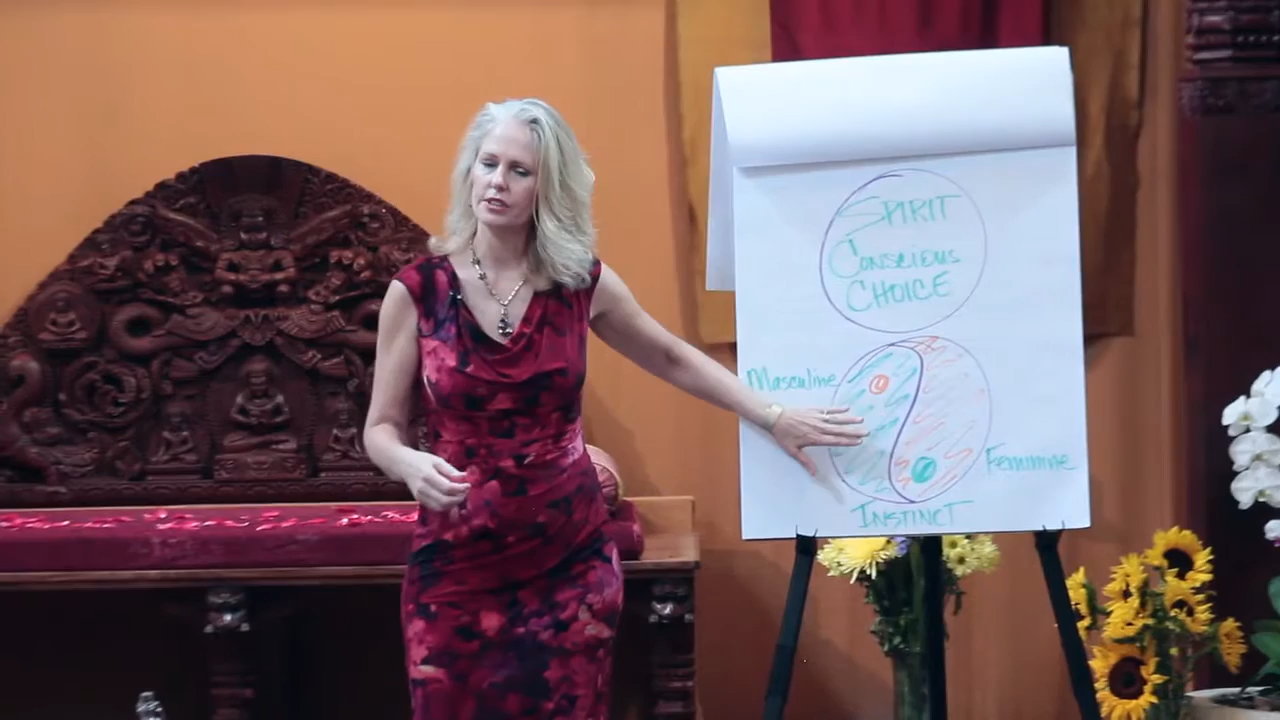 SPIRIT
CONSCIOUS
CHOICE
Masculine
Feminine
INSTINCT